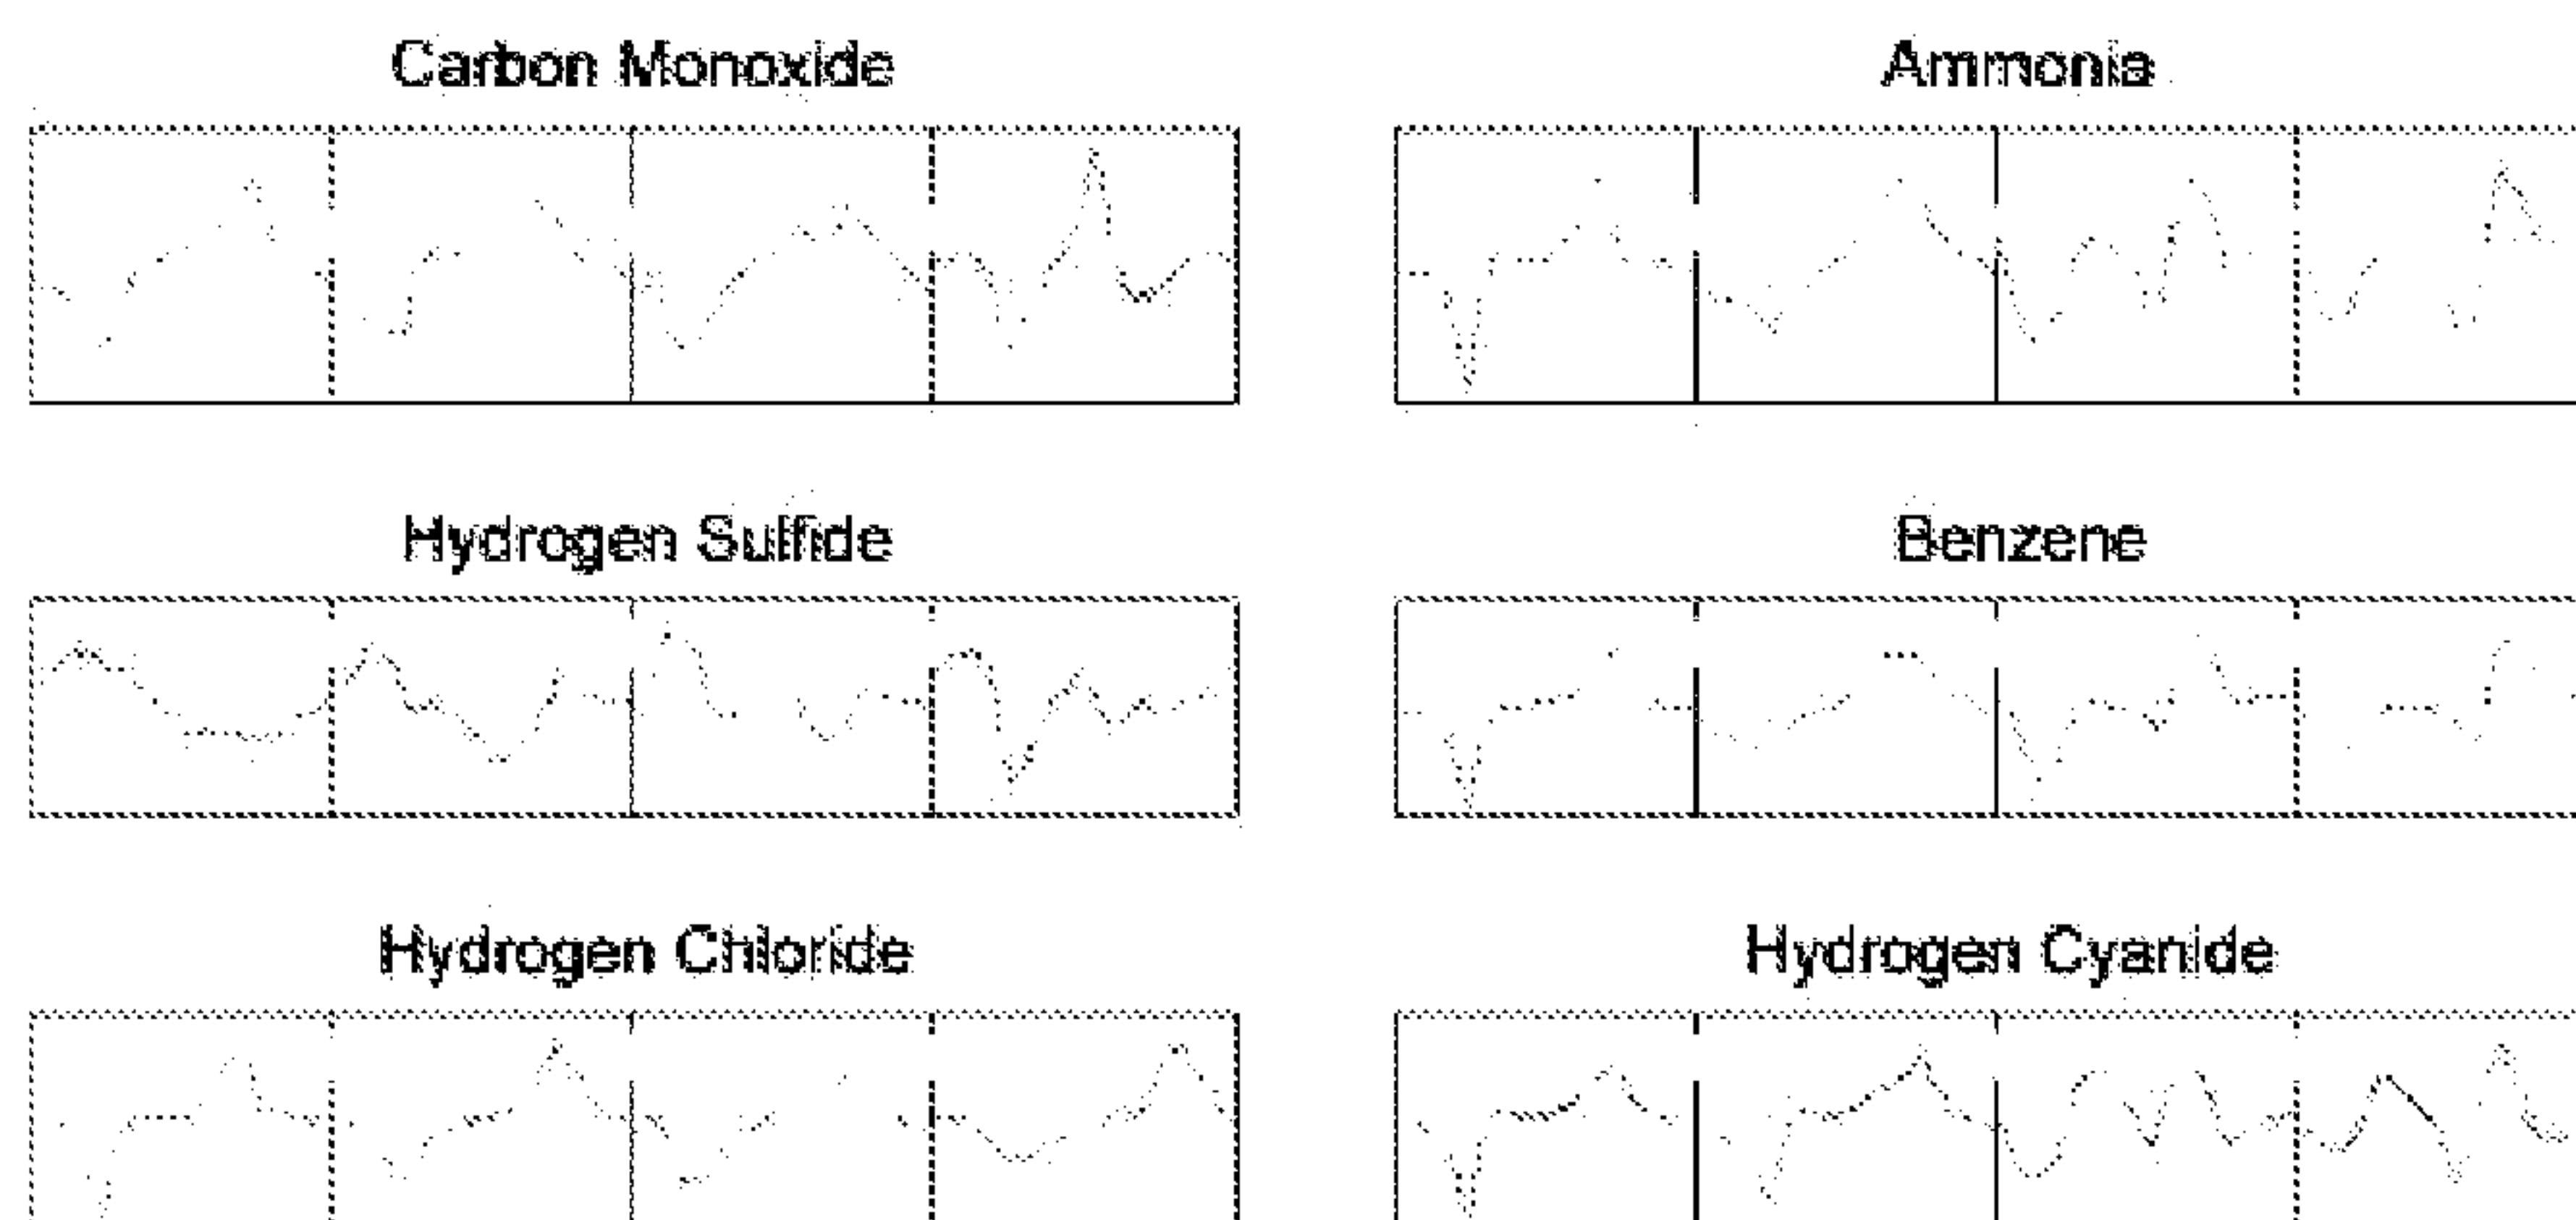 Carbon Monoxide
Ammonia
Hydrogen Sulfide
Benzene
Hydrogen Chloride
Hydrogen Cyanide